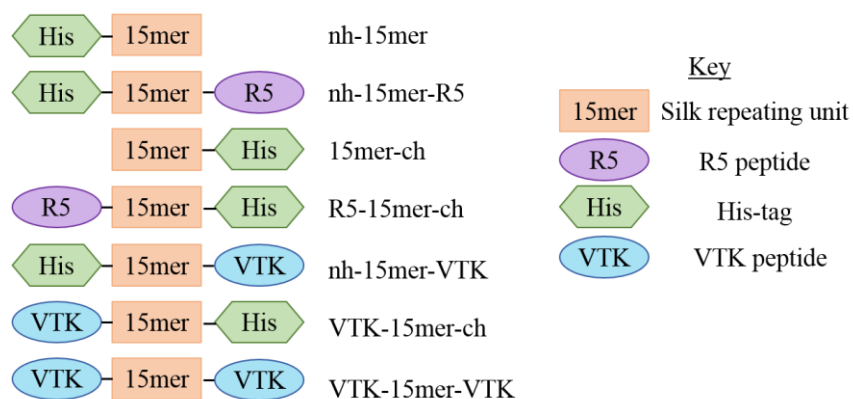 His 15mer nh-15mer
His 15mer R5 nh-15mer-R5
15mer His 15mer-ch
R5 15mer His R5-15mer-ch
His 15mer VTK nh-15mer-VTK
VTK 15mer His VTK-15mer-ch
VTK 15mer VTK VTK-15mer-VTK
Key
15mer Silk repeating unit
R5 R5 peptide
His His-tag
VTK VTK peptide